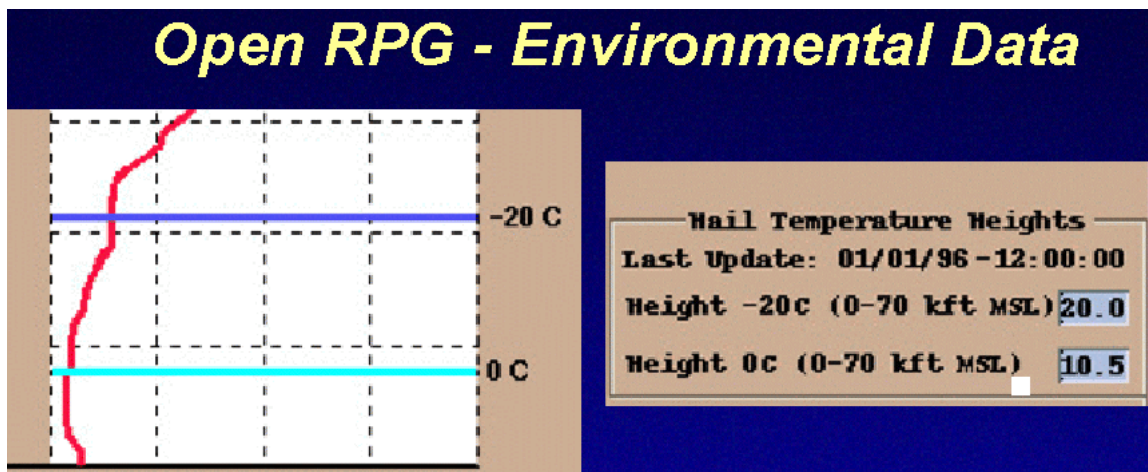 Open RPG - Environmental Data
-20 C
0 C
Hail Temperature Heights
Last Update: 01/01/96 -12:00:00
Height -20C (0-70 kft MSL) 20.0
Height 0C (0-70 kft MSL) 10.5